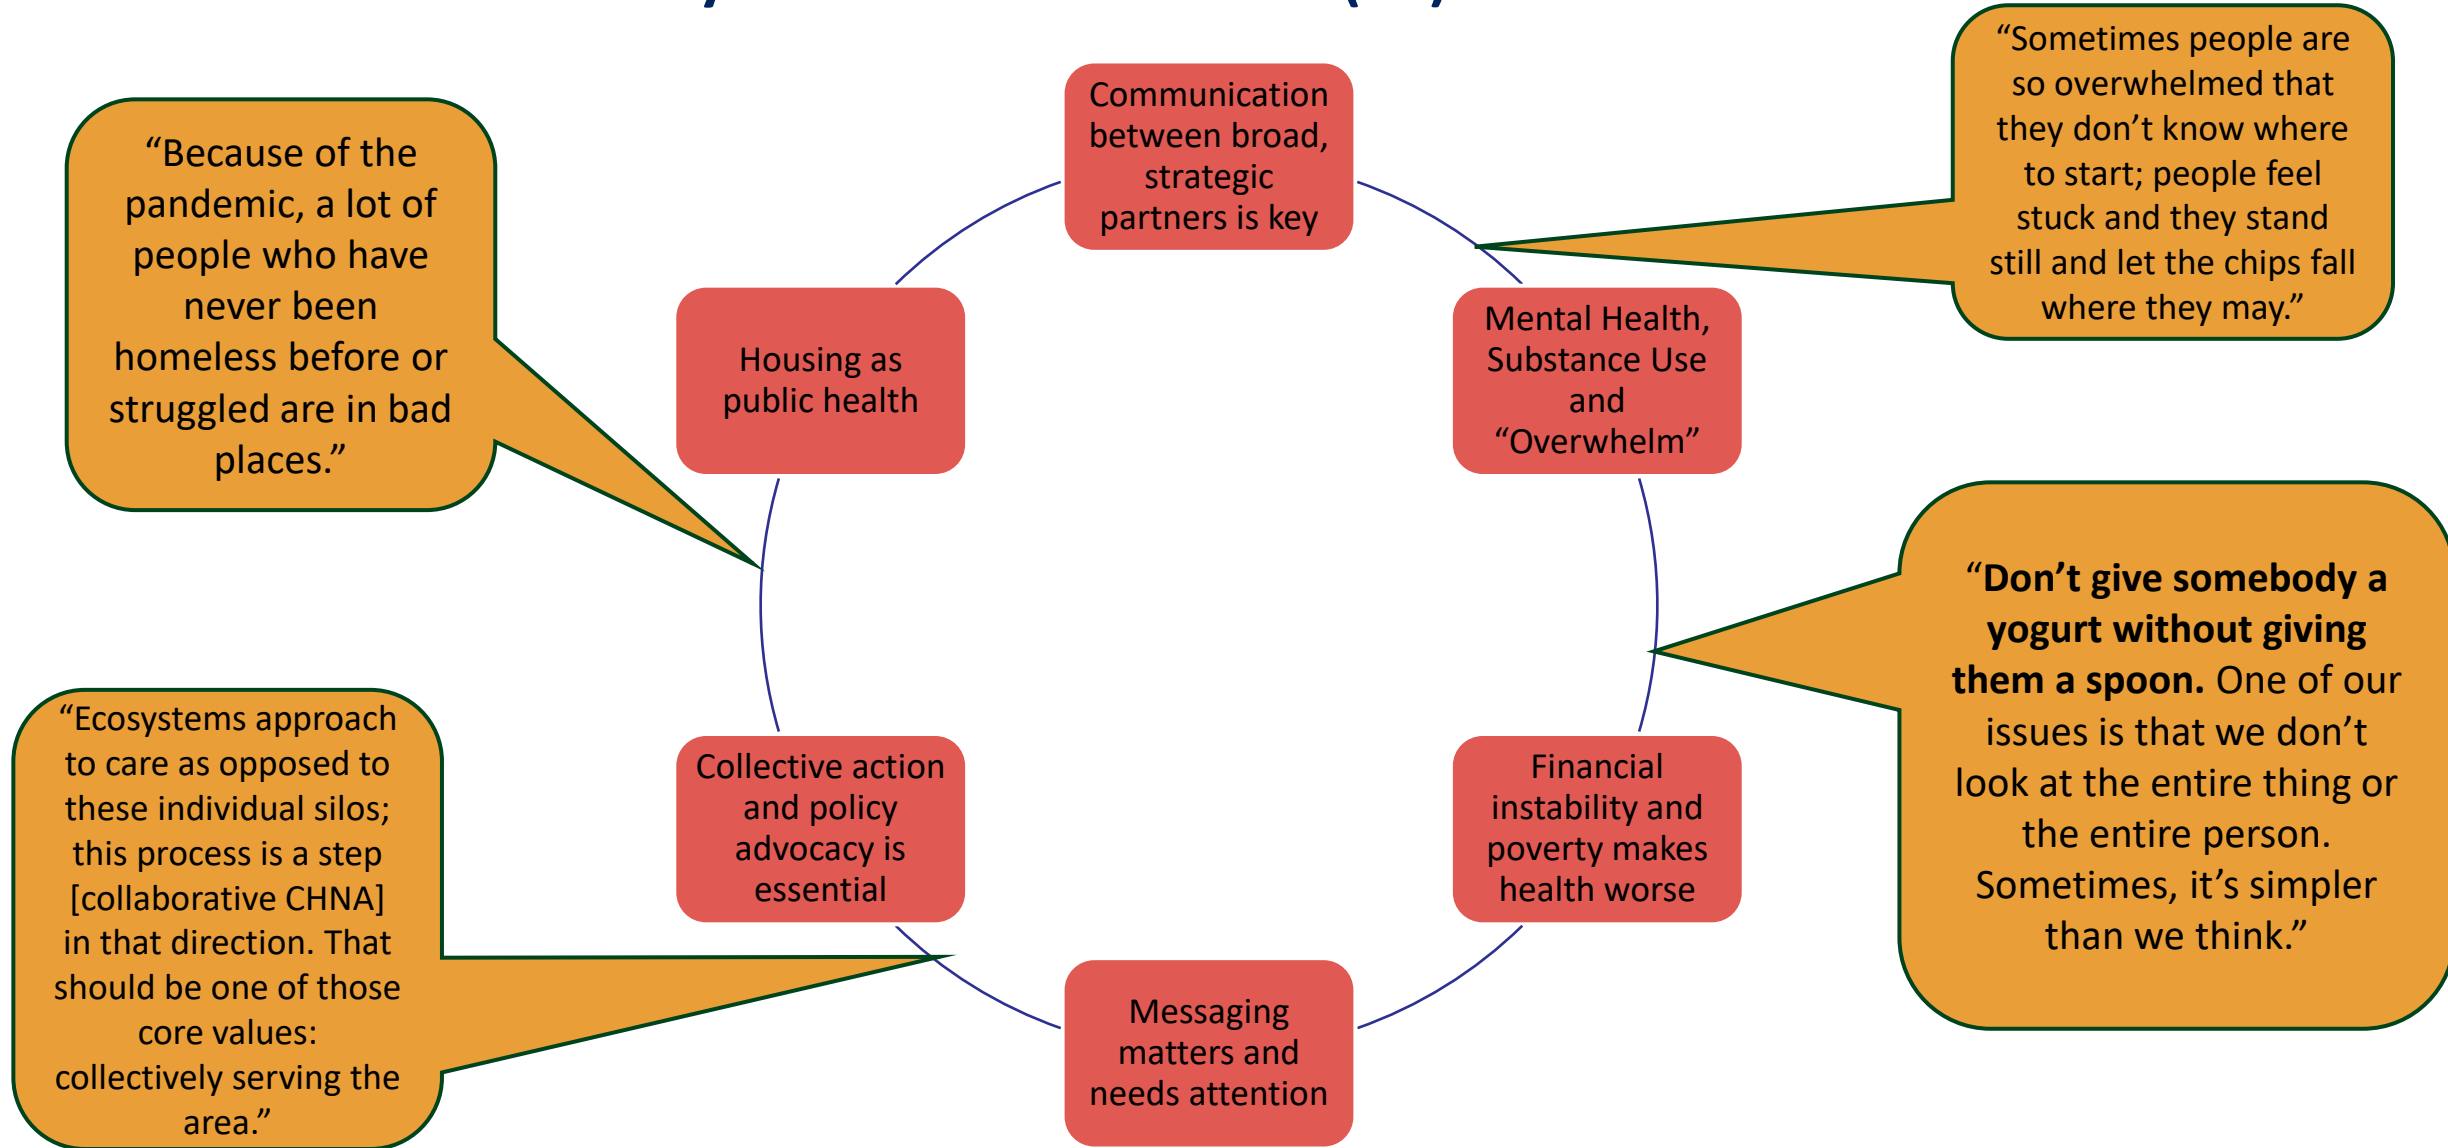 “Because of the
pandemic, a lot of
people who have
never been
homeless before or
struggled are in bad
places.”
Communication
between broad,
strategic
partners is key
“Sometimes people are
so overwhelmed that
they don’t know where
to start; people feel
stuck and they stand
still and let the chips fall
where they may.”
Housing as
public health
Mental Health,
Substance Use
and
“Overwhelm”
“Don’t give somebody a
yogurt without giving
them a spoon. One of our
issues is that we don’t
look at the entire thing or
the entire person.
Sometimes, it’s simpler
than we think.”
“Ecosystems approach
to care as opposed to
these individual silos;
this process is a step
[collaborative CHNA]
in that direction. That
should be one of those
core values:
collectively serving the
area.”
Collective action
and policy
advocacy is
essential
Financial
instability and
poverty makes
health worse
Messaging
matters and
needs attention